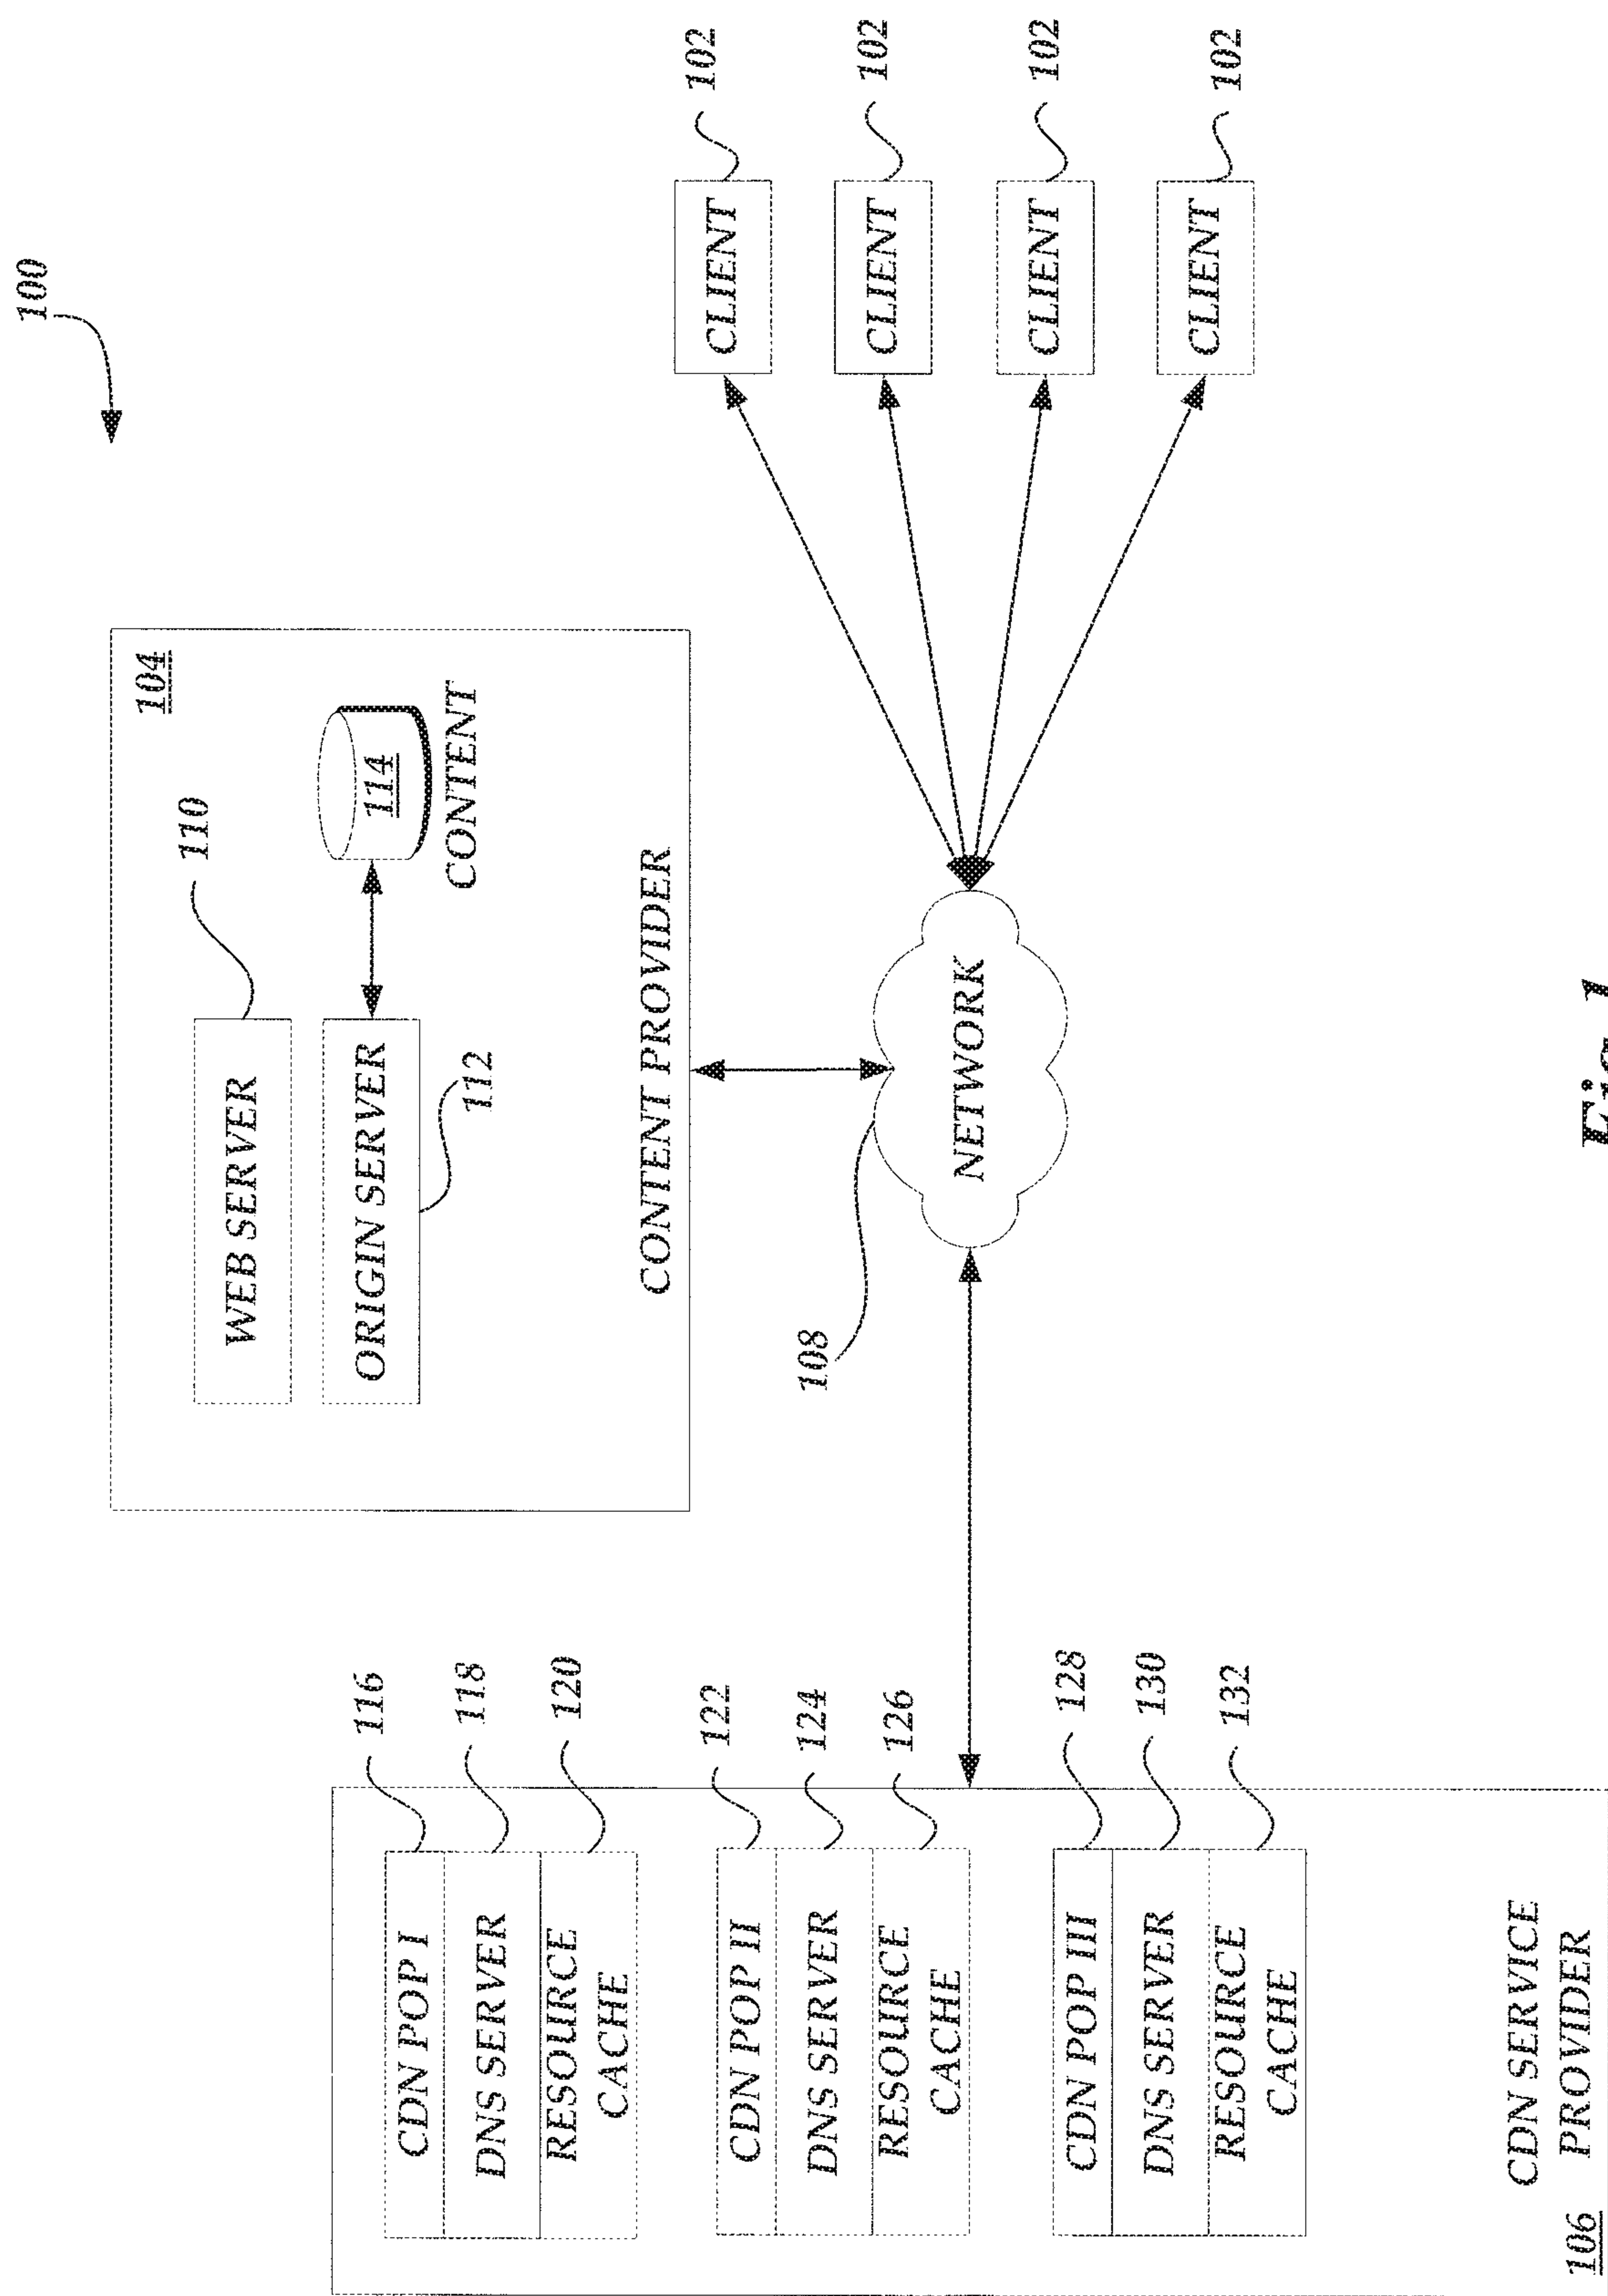 100
104
WEB SERVER
110
ORIGIN SERVER
112
114
CONTENT
CONTENT PROVIDER
116
CDN POP I
118
DNS SERVER
120
RESOURCE
CACHE
122
CDN POP II
124
DNS SERVER
126
RESOURCE
CACHE
128
CDN POP III
130
DNS SERVER
132
RESOURCE
CACHE
CDN SERVICE
PROVIDER
106
108
NETWORK
CLIENT
102
CLIENT
102
CLIENT
102
CLIENT
102